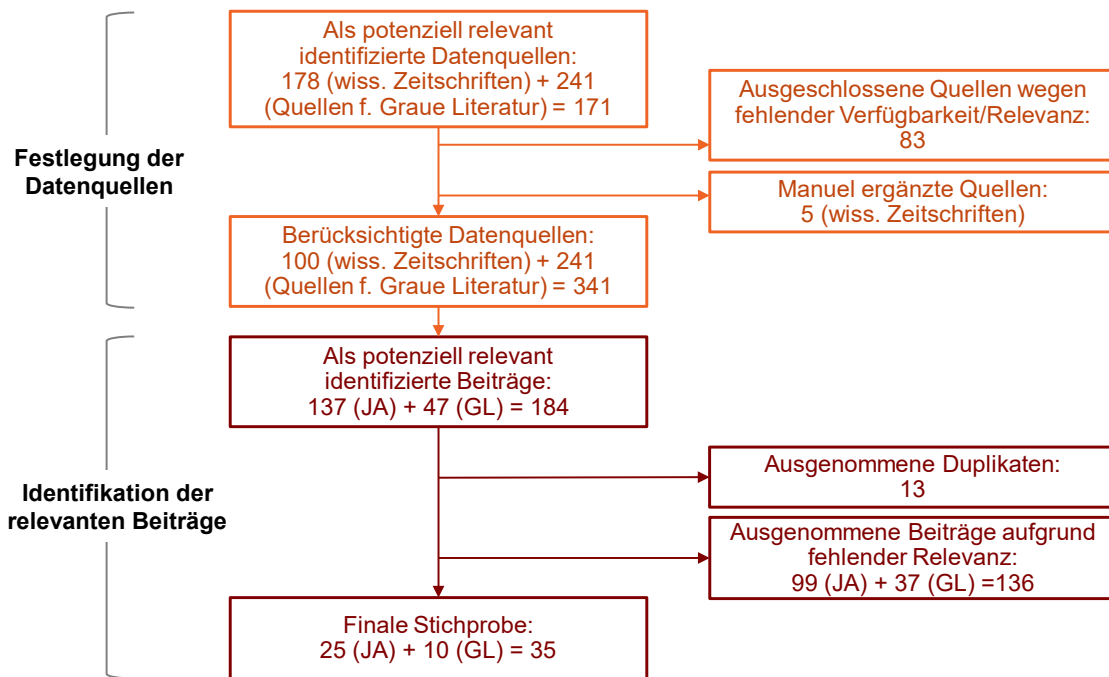 Als potenziell relevant
identifizierte Datenquellen:
178 (wiss. Zeitschriften) + 241
(Quellen f. Graue Literatur) = 171
Ausgeschlossene Quellen wegen
fehlender Verfügbarkeit/Relevanz:
83
Festlegung der
Datenquellen
Manuel ergänzte Quellen:
5 (wiss. Zeitschriften)
Berücksichtigte Datenquellen:
100 (wiss. Zeitschriften) + 241
(Quellen f. Graue Literatur) = 341
Als potenziell relevant
identifizierte Beiträge:
137 (JA) + 47 (GL) = 184
Ausgenommene Duplikaten:
13
Identifikation der
relevanten Beiträge
Ausgenommene Beiträge aufgrund
fehlender Relevanz:
99 (JA) + 37 (GL) =136
Finale Stichprobe:
25 (JA) + 10 (GL) = 35